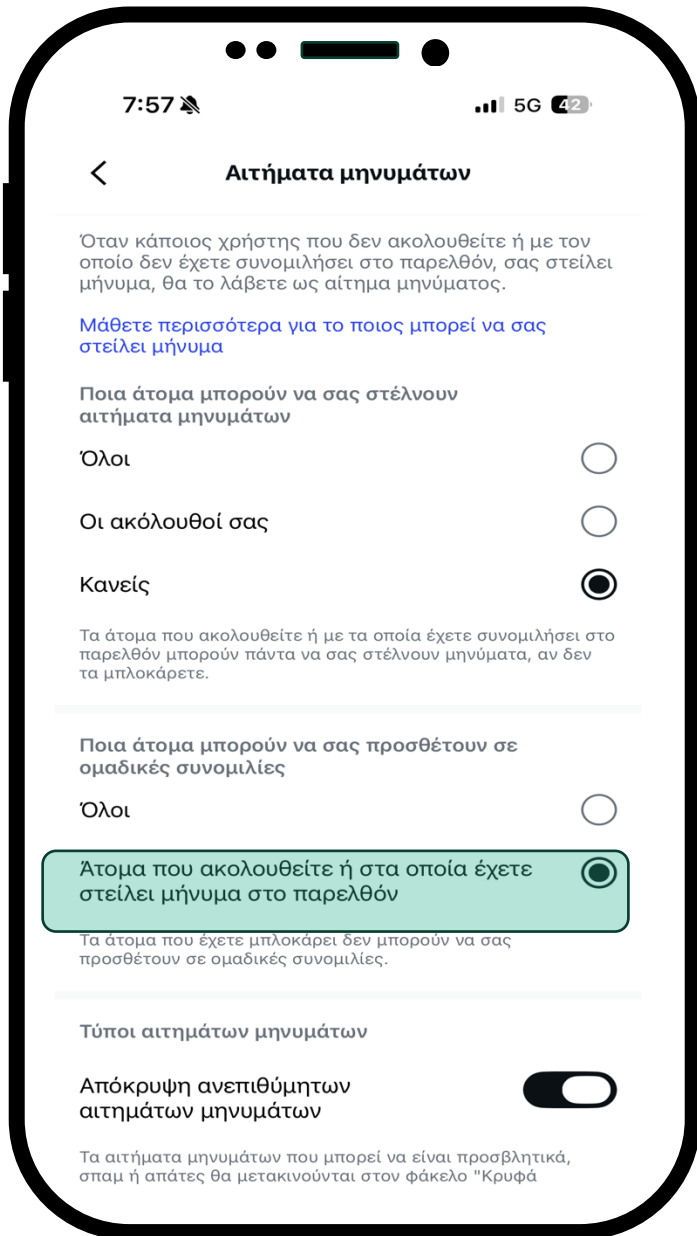 7:57
5G 42
Αιτήματα μηνυμάτων
Όταν κάποιος χρήστης που δεν ακολουθείτε ή με τον
οποίο δεν έχετε συνομιλήσει στο παρελθόν, σας στείλει
μήνυμα, θα το λάβετε ως αίτημα μηνύματος.
Μάθετε περισσότερα για το ποιος μπορεί να σας
στείλει μήνυμα
Ποια άτομα μπορούν να σας στέλνουν
αιτήματα μηνυμάτων
Όλοι
Οι ακόλουθοί σας
Κανείς
Τα άτομα που ακολουθείτε ή με τα οποία έχετε συνομιλήσει στο
παρελθόν μπορούν πάντα να σας στέλνουν μηνύματα, αν δεν
τα μπλοκάρετε.
Ποια άτομα μπορούν να σας προσθέτουν σε
ομαδικές συνομιλίες
Όλοι
Άτομα που ακολουθείτε ή στα οποία έχετε
στείλει μήνυμα στο παρελθόν
Τα άτομα που έχετε μπλοκάρει δεν μπορούν να σας
προσθέτουν σε ομαδικές συνομιλίες.
Τύποι αιτημάτων μηνυμάτων
Απόκρυψη ανεπιθύμητων
αιτημάτων μηνυμάτων
Τα αιτήματα μηνυμάτων που μπορεί να είναι προσβλητικά,
σπαμ ή απάτες θα μετακινούνται στον φάκελο "Κρυφά